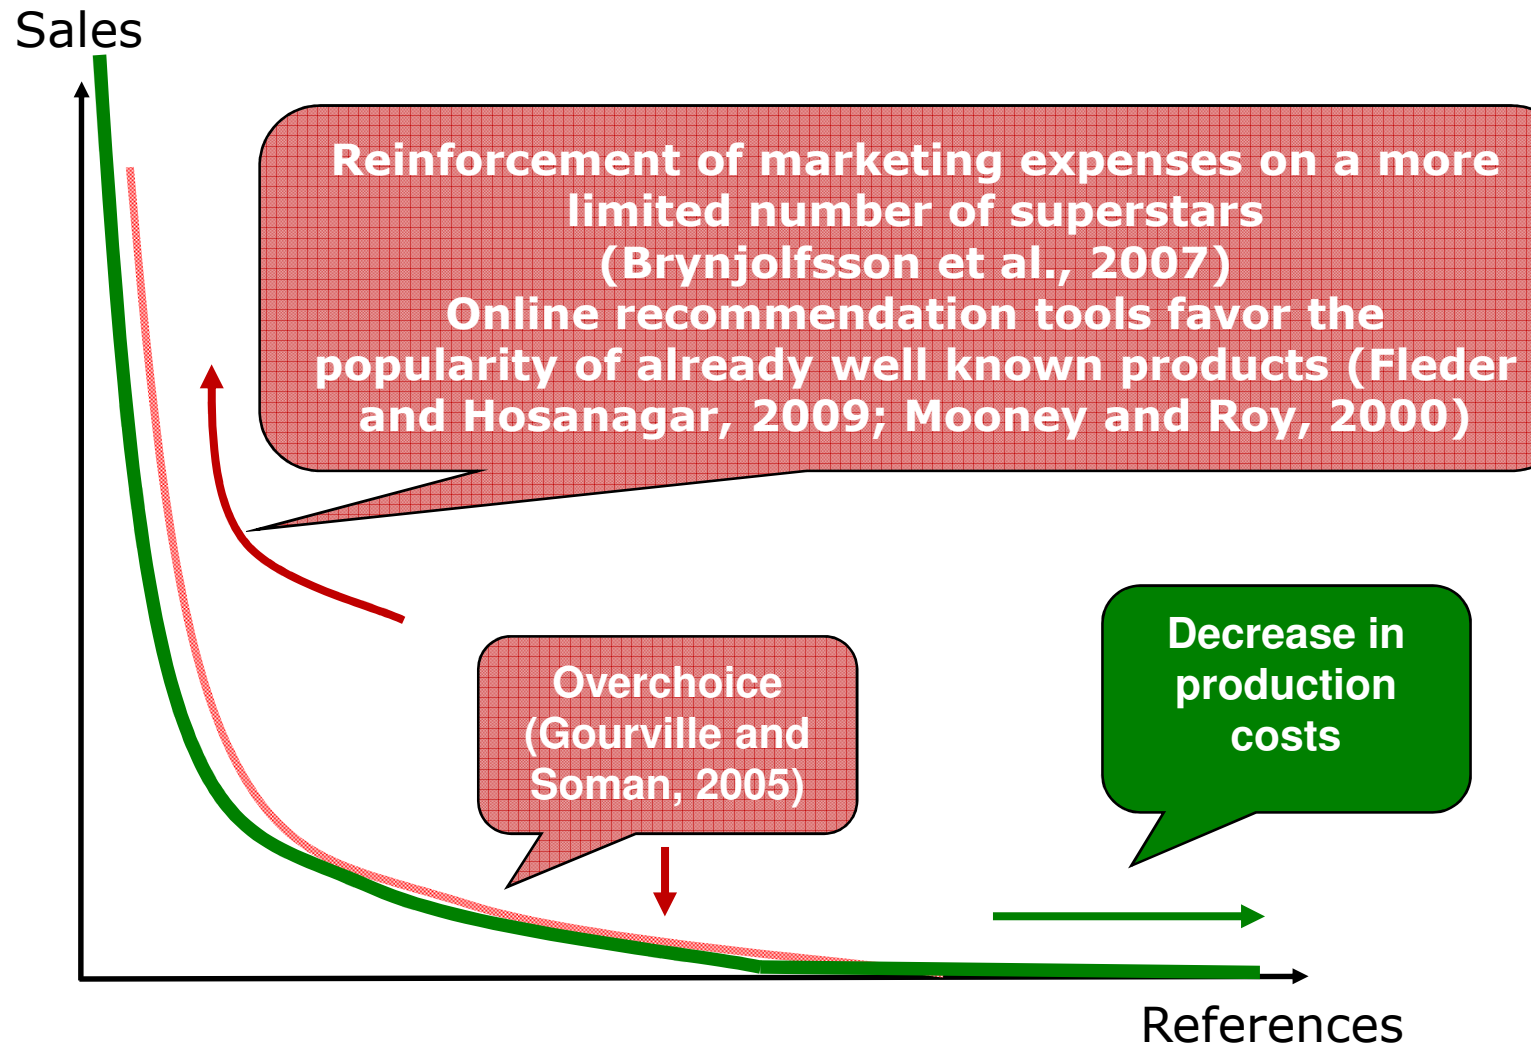 Sales
Reinforcement of marketing expenses on a more
limited number of superstars
(Brynjolfsson et al., 2007)
Online recommendation tools favor the
popularity of already well known products (Fleder
and Hosanagar, 2009; Mooney and Roy, 2000)
Overchoice
(Gourville and
Soman, 2005)
Decrease in
production
costs
References